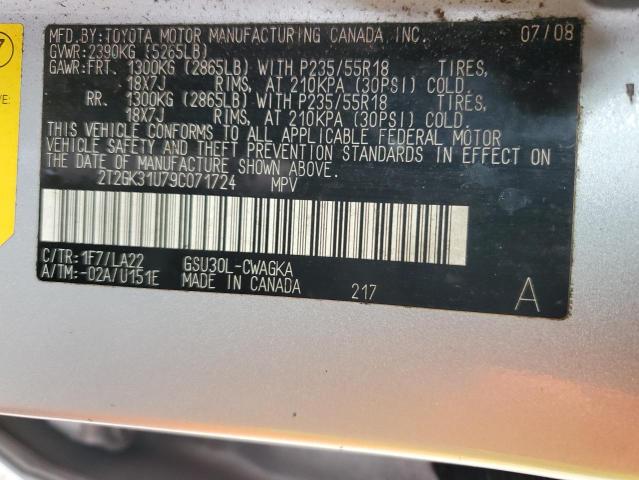 MFD.BY:TOYOTA MOTOR MANUFACTURING CANADA INC. 07/08
GVWR:2390KG (5265LB)
GAWR:FRT. 1300KG (2865LB) WITH P235/55R18 TIRES,
18X7J RIMS, AT 210KPA (30PSI) COLD.
RR. 1300KG (2865LB) WITH P235/55R18 TIRES,
18X7J RIMS, AT 210KPA (30PSI) COLD.
THIS VEHICLE CONFORMS TO ALL APPLICABLE FEDERAL MOTOR
VEHICLE SAFETY AND THEFT PREVENTION STANDARDS IN EFFECT ON
THE DATE OF MANUFACTURE SHOWN ABOVE.
2T2GK31U79C071724 MPV
C/TR: 1F7/LA22 GSU30L-CWAGKA
A/TM: -02A/U151E MADE IN CANADA 217 A